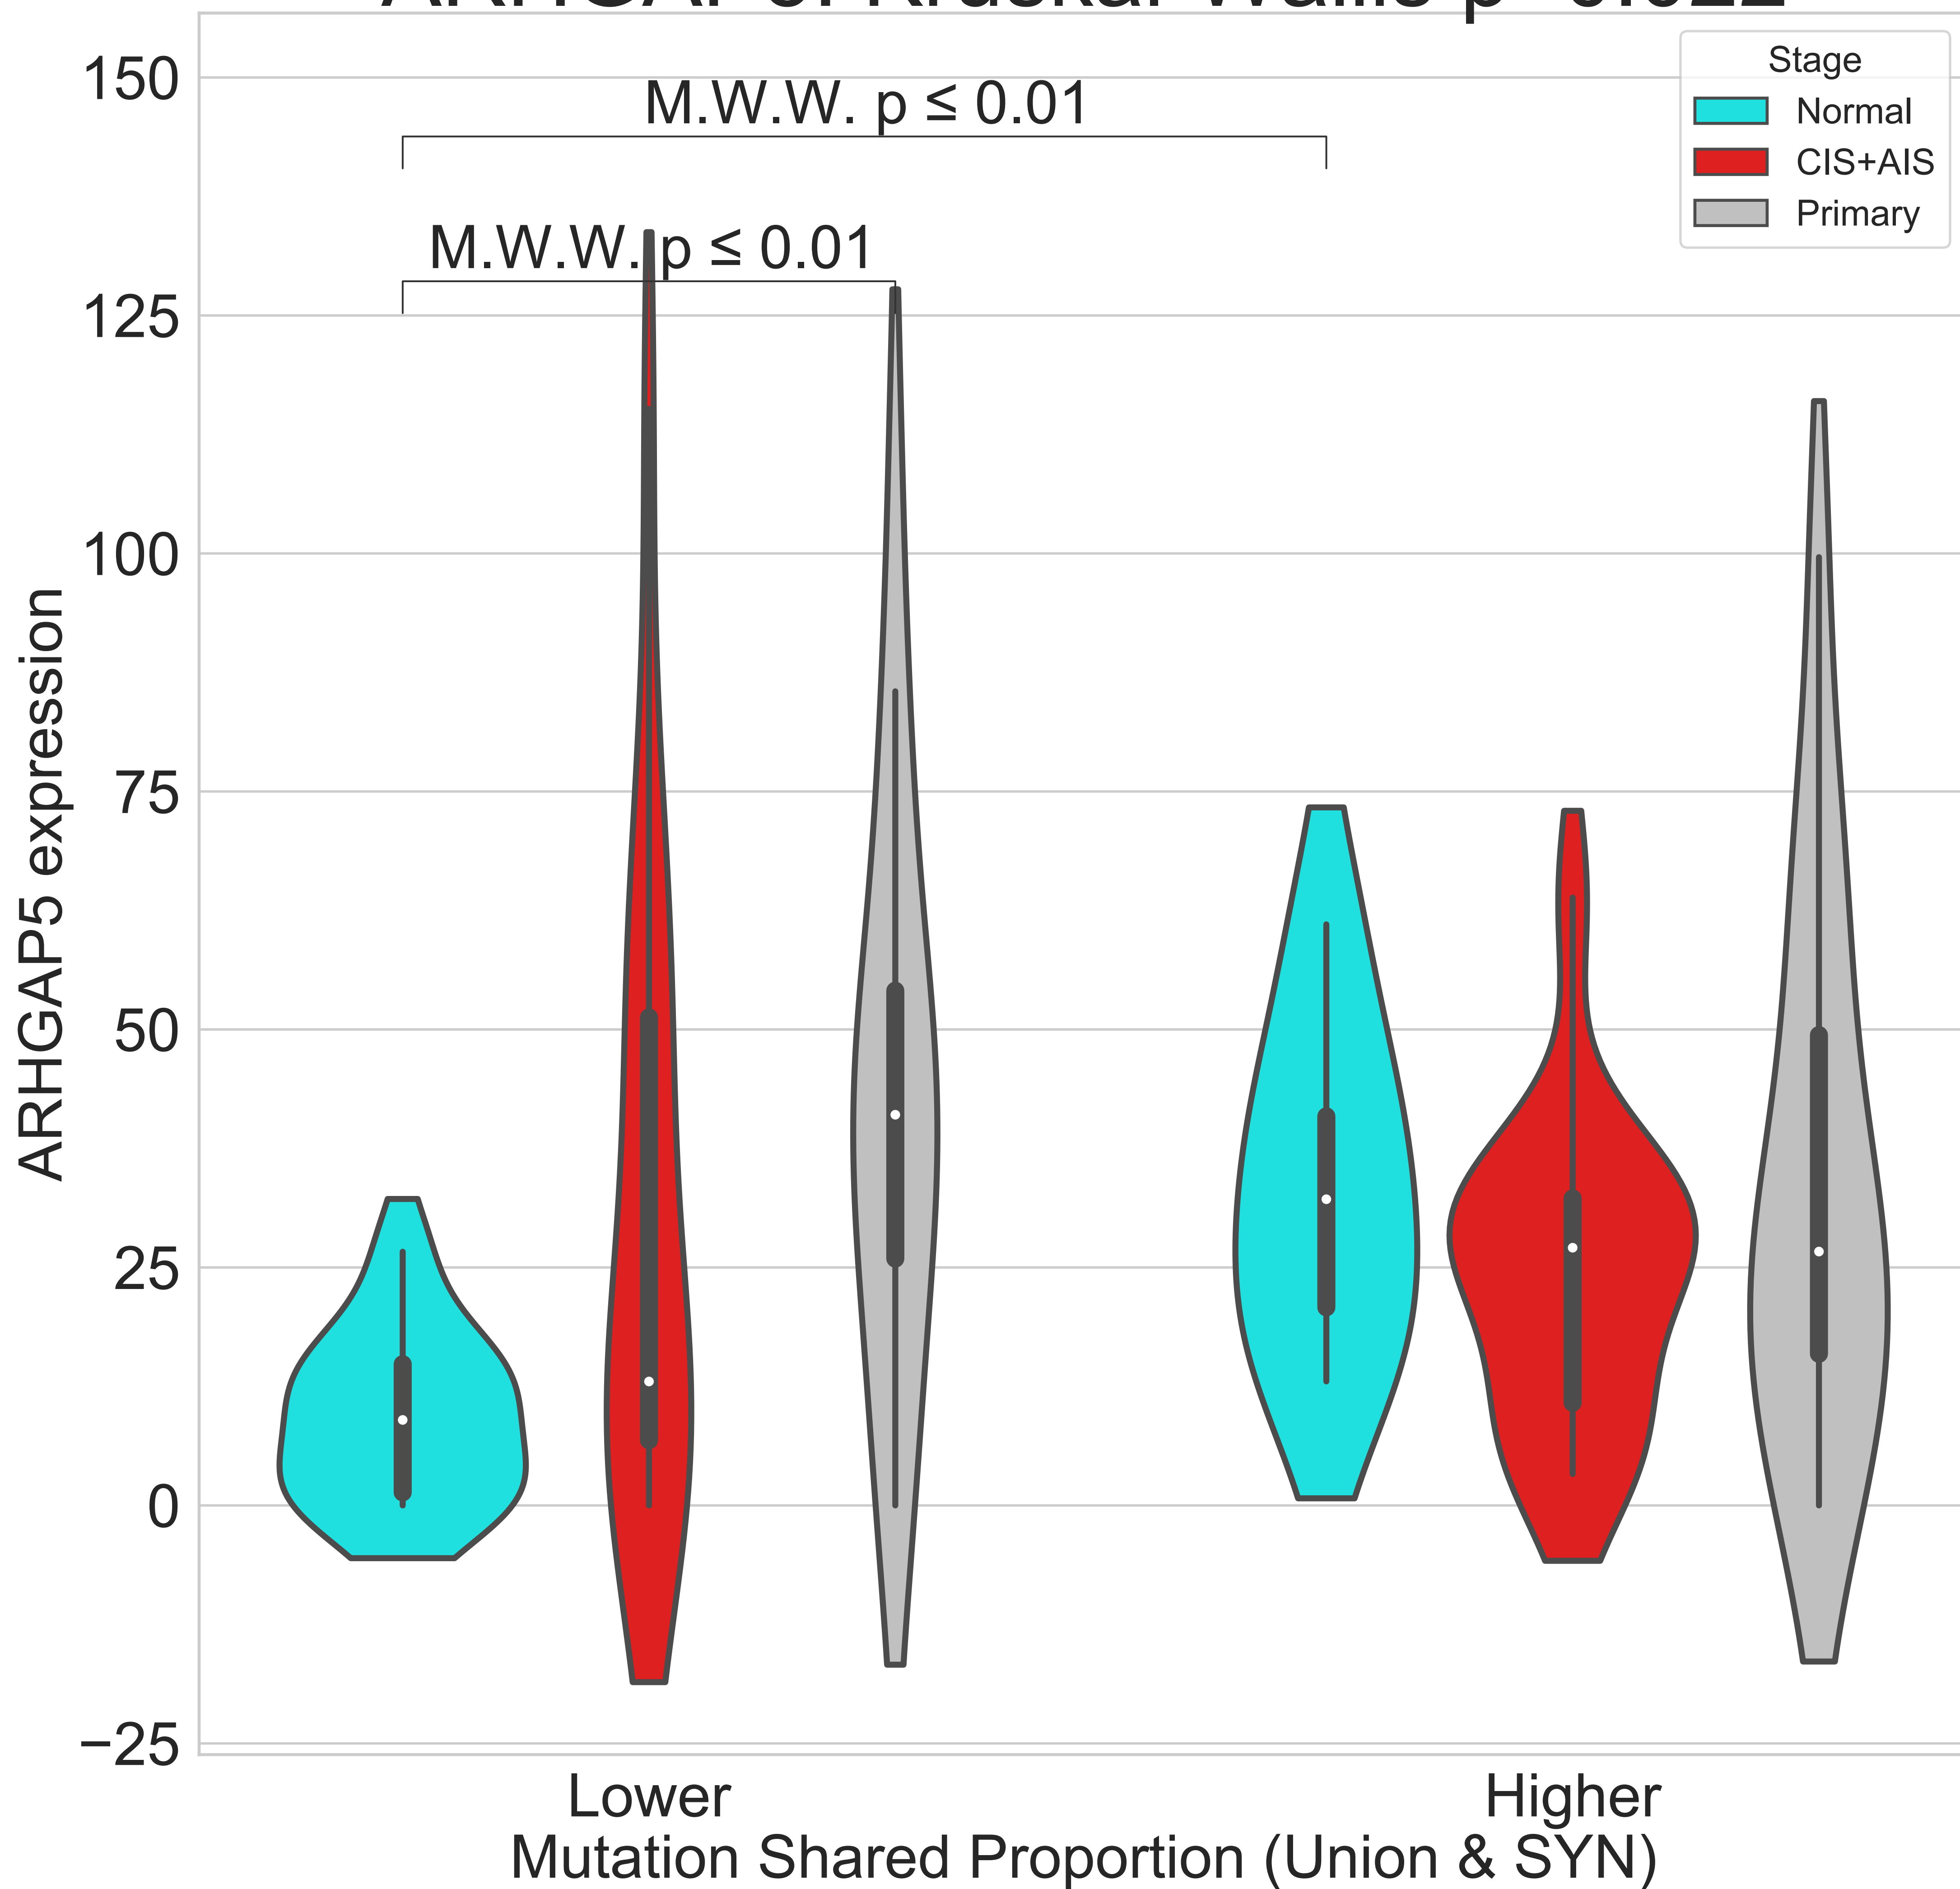 150
125
100
75
50
25
0
−25
ARHGAP5 expression
M.W.W. p ≤ 0.01
M.W.W. p ≤ 0.01
Stage
Normal
CIS+AIS
Primary
Lower
Higher
Mutation Shared Proportion (Union & SYN)